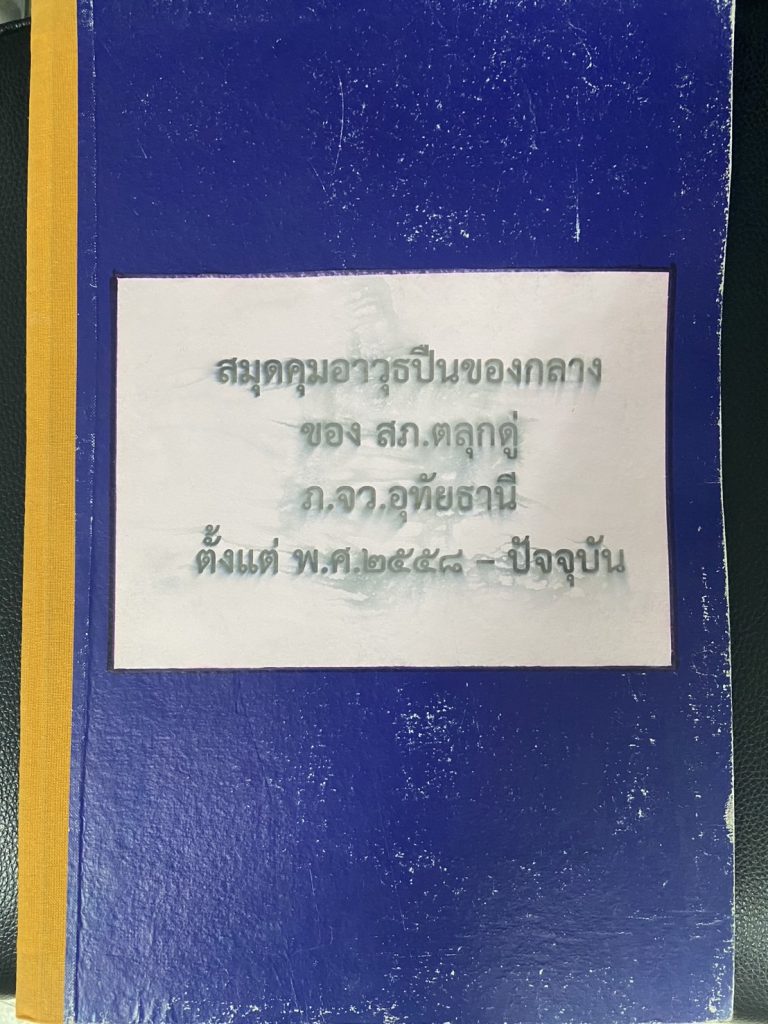 สมุดคุมอาวุธปืนของกลาง
ของ สภ.ตลุกดู่
ภ.จว.อุทัยธานี
ตั้งแต่ พ.ศ.๒๕๕๘ – ปัจจุบัน